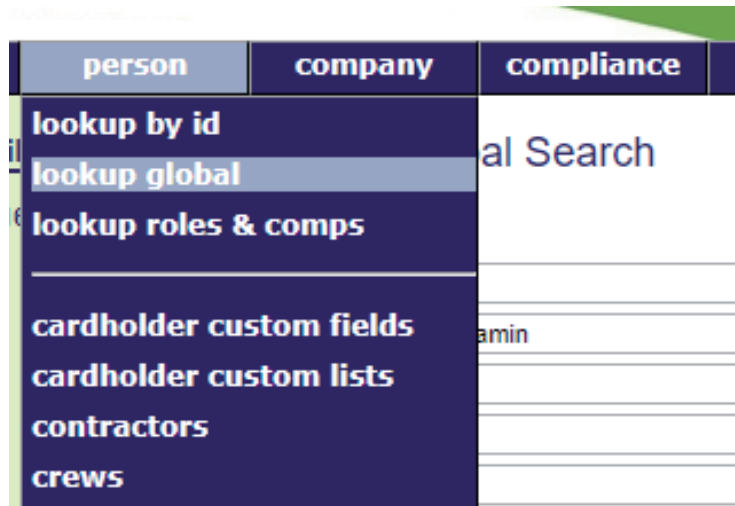 person company compliance
lookup by id
al Search
lookup global
lookup roles & comps
cardholder custom fields
amin
cardholder custom lists
contractors
crews